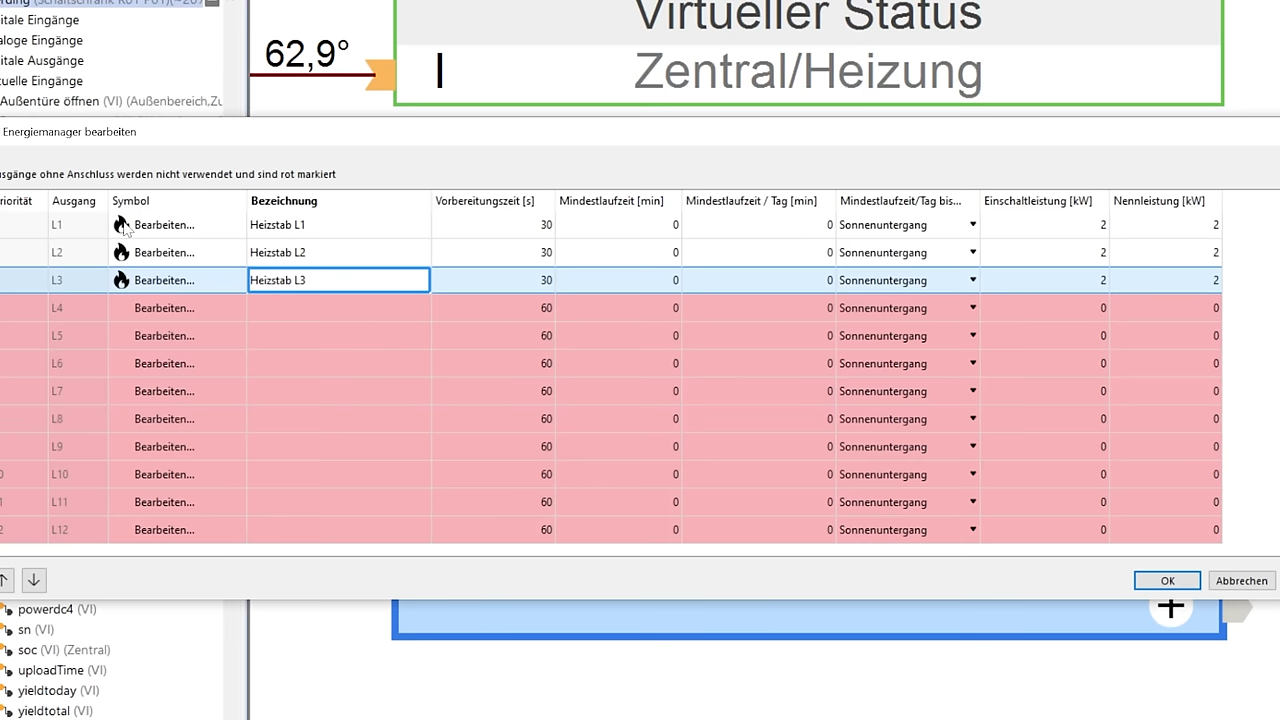 Virtueller Status
itale Eingänge
aloge Eingänge
itale Ausgänge
tuelle Eingänge
Außentüre öffnen (VI) (Außenbereich,Zu
62,9°
I
Zentral/Heizung
Energiemanager bearbeiten
usgänge ohne Anschluss werden nicht verwendet und sind rot markiert
riorität Ausgang Symbol Bezeichnung Vorbereitungszeit [s] Mindestlaufzeit [min] Mindestlaufzeit / Tag [min] Mindestlaufzeit/Tag bis... Einschaltleistung [kW] Nennleistung [kW]
L1 Bearbeiten... Heizstab L1 30 0 0 Sonnenuntergang 2 2
L2 Bearbeiten... Heizstab L2 30 0 0 Sonnenuntergang 2 2
L3 Bearbeiten... Heizstab L3 30 0 0 Sonnenuntergang 2 2
L4 Bearbeiten... 60 0 0 Sonnenuntergang 0 0
L5 Bearbeiten... 60 0 0 Sonnenuntergang 0 0
L6 Bearbeiten... 60 0 0 Sonnenuntergang 0 0
L7 Bearbeiten... 60 0 0 Sonnenuntergang 0 0
L8 Bearbeiten... 60 0 0 Sonnenuntergang 0 0
L9 Bearbeiten... 60 0 0 Sonnenuntergang 0 0
0 L10 Bearbeiten... 60 0 0 Sonnenuntergang 0 0
1 L11 Bearbeiten... 60 0 0 Sonnenuntergang 0 0
2 L12 Bearbeiten... 60 0 0 Sonnenuntergang 0 0
OK Abbrechen
powerdc4 (VI)
sn (VI)
soc (VI) (Zentral)
uploadTime (VI)
yieldtoday (VI)
yieldtotal (VI)